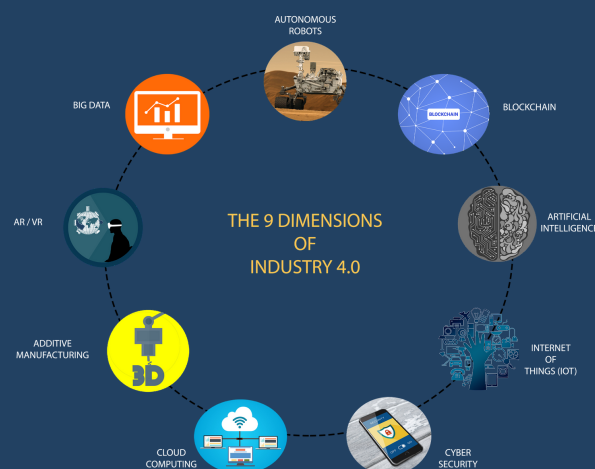 AUTONOMOUS
ROBOTS
BIG DATA
BLOCKCHAIN
BLOCKCHAIN
AR / VR
THE 9 DIMENSIONS
OF
INDUSTRY 4.0
ARTIFICIAL
INTELLIGENCE
ADDITIVE
MANUFACTURING
3D
INTERNET
OF
THINGS (IOT)
CLOUD
COMPUTING
CYBER
SECURITY